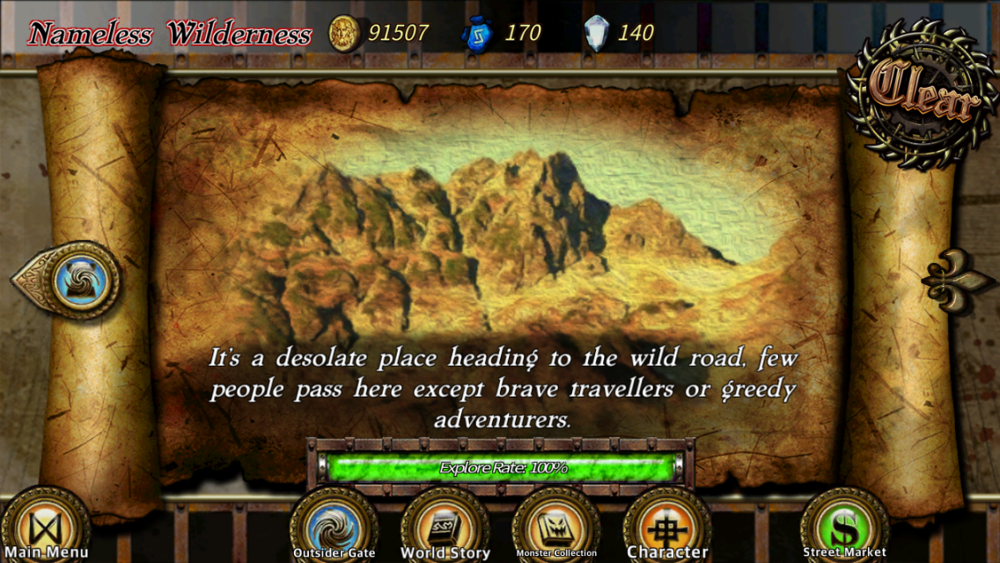 Nameless Wilderness
91507
170
140
Clear
It's a desolate place heading to the wild road, few
people pass here except brave travellers or greedy
adventurers.
Explore Rate: 100%
Main Menu
Outsider Gate
World Story
Monster Collection
Character
Street Market